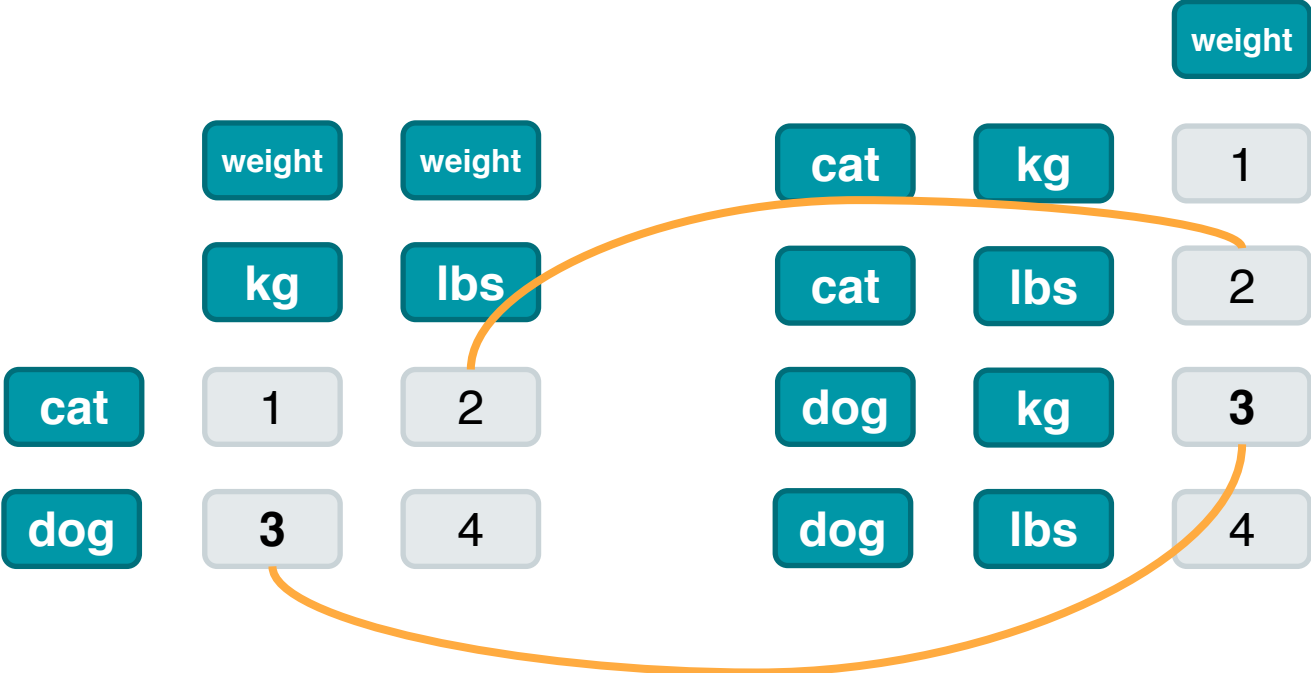 weight
weight weight
kg lbs
cat 1 2
dog 3 4
cat kg 1
cat lbs 2
dog kg 3
dog lbs 4